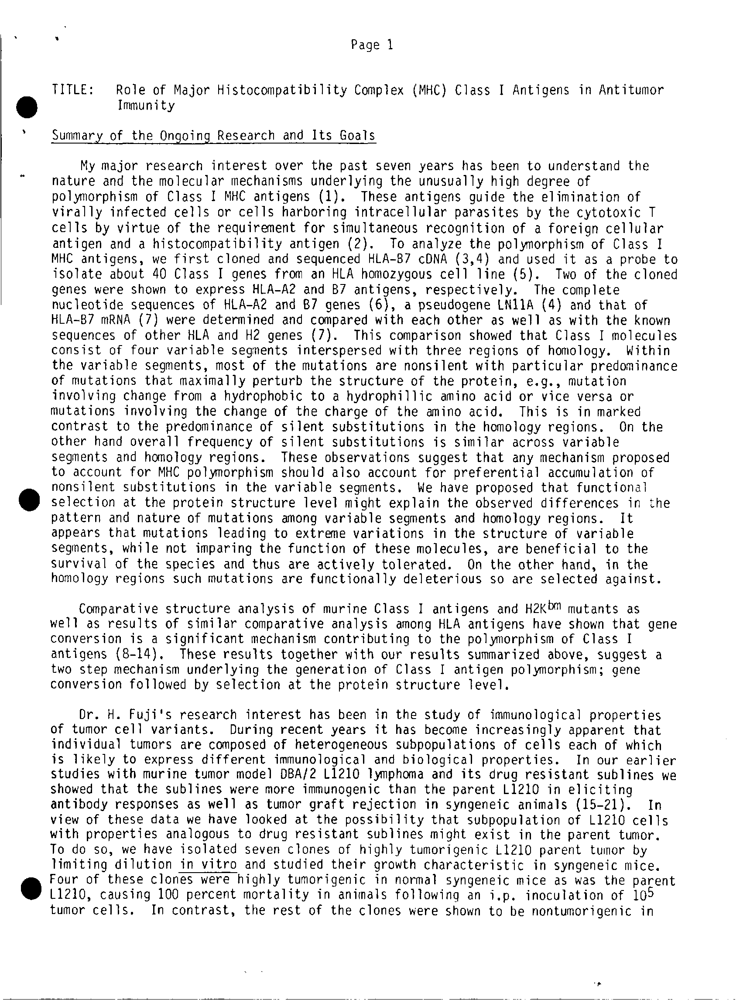 Page 1
TITLE: Role of Major Histocompatibility Complex (MHC) Class I Antigens in Antitumor
Immunity
Summary of the Ongoing Research and Its Goals
My major research interest over the past seven years has been to understand the
nature and the molecular mechanisms underlying the unusually high degree of
polymorphism of Class I MHC antigens (1). These antigens guide the elimination of
virally infected cells or cells harboring intracellular parasites by the cytotoxic T
cells by virtue of the requirement for simultaneous recognition of a foreign cellular
antigen and a histocompatibility antigen (2). To analyze the polymorphism of Class I
MHC antigens, we first cloned and sequenced HLA-B7 cDNA (3,4) and used it as a probe to
isolate about 40 Class I genes from an HLA homozygous cell line (5). Two of the cloned
genes were shown to express HLA-A2 and B7 antigens, respectively. The complete
nucleotide sequences of HLA-A2 and B7 genes (6), a pseudogene LN11A (4) and that of
HLA-B7 mRNA (7) were determined and compared with each other as well as with the known
sequences of other HLA and H2 genes (7). This comparison showed that Class I molecules
consist of four variable segments interspersed with three regions of homology. Within
the variable segments, most of the mutations are nonsilent with particular predominance
of mutations that maximally perturb the structure of the protein, e.g., mutation
involving change from a hydrophobic to a hydrophillic amino acid or vice versa or
mutations involving the change of the charge of the amino acid. This is in marked
contrast to the predominance of silent substitutions in the homology regions. On the
other hand overall frequency of silent substitutions is similar across variable
segments and homology regions. These observations suggest that any mechanism proposed
to account for MHC polymorphism should also account for preferential accumulation of
nonsilent substitutions in the variable segments. We have proposed that functional
selection at the protein structure level might explain the observed differences in the
pattern and nature of mutations among variable segments and homology regions. It
appears that mutations leading to extreme variations in the structure of variable
segments, while not imparing the function of these molecules, are beneficial to the
survival of the species and thus are actively tolerated. On the other hand, in the
homology regions such mutations are functionally deleterious so are selected against.
Comparative structure analysis of murine Class I antigens and H2Kbm mutants as
well as results of similar comparative analysis among HLA antigens have shown that gene
conversion is a significant mechanism contributing to the polymorphism of Class I
antigens (8-14). These results together with our results summarized above, suggest a
two step mechanism underlying the generation of Class I antigen polymorphism; gene
conversion followed by selection at the protein structure level.
Dr. H. Fuji's research interest has been in the study of immunological properties
of tumor cell variants. During recent years it has become increasingly apparent that
individual tumors are composed of heterogeneous subpopulations of cells each of which
is likely to express different immunological and biological properties. In our earlier
studies with murine tumor model DBA/2 L1210 lymphoma and its drug resistant sublines we
showed that the sublines were more immunogenic than the parent L1210 in eliciting
antibody responses as well as tumor graft rejection in syngeneic animals (15-21). In
view of these data we have looked at the possibility that subpopulation of L1210 cells
with properties analogous to drug resistant sublines might exist in the parent tumor.
To do so, we have isolated seven clones of highly tumorigenic L1210 parent tumor by
limiting dilution in vitro and studied their growth characteristic in syngeneic mice.
Four of these clones were highly tumorigenic in normal syngeneic mice as was the parent
L1210, causing 100 percent mortality in animals following an i.p. inoculation of 10⁵
tumor cells. In contrast, the rest of the clones were shown to be nontumorigenic in